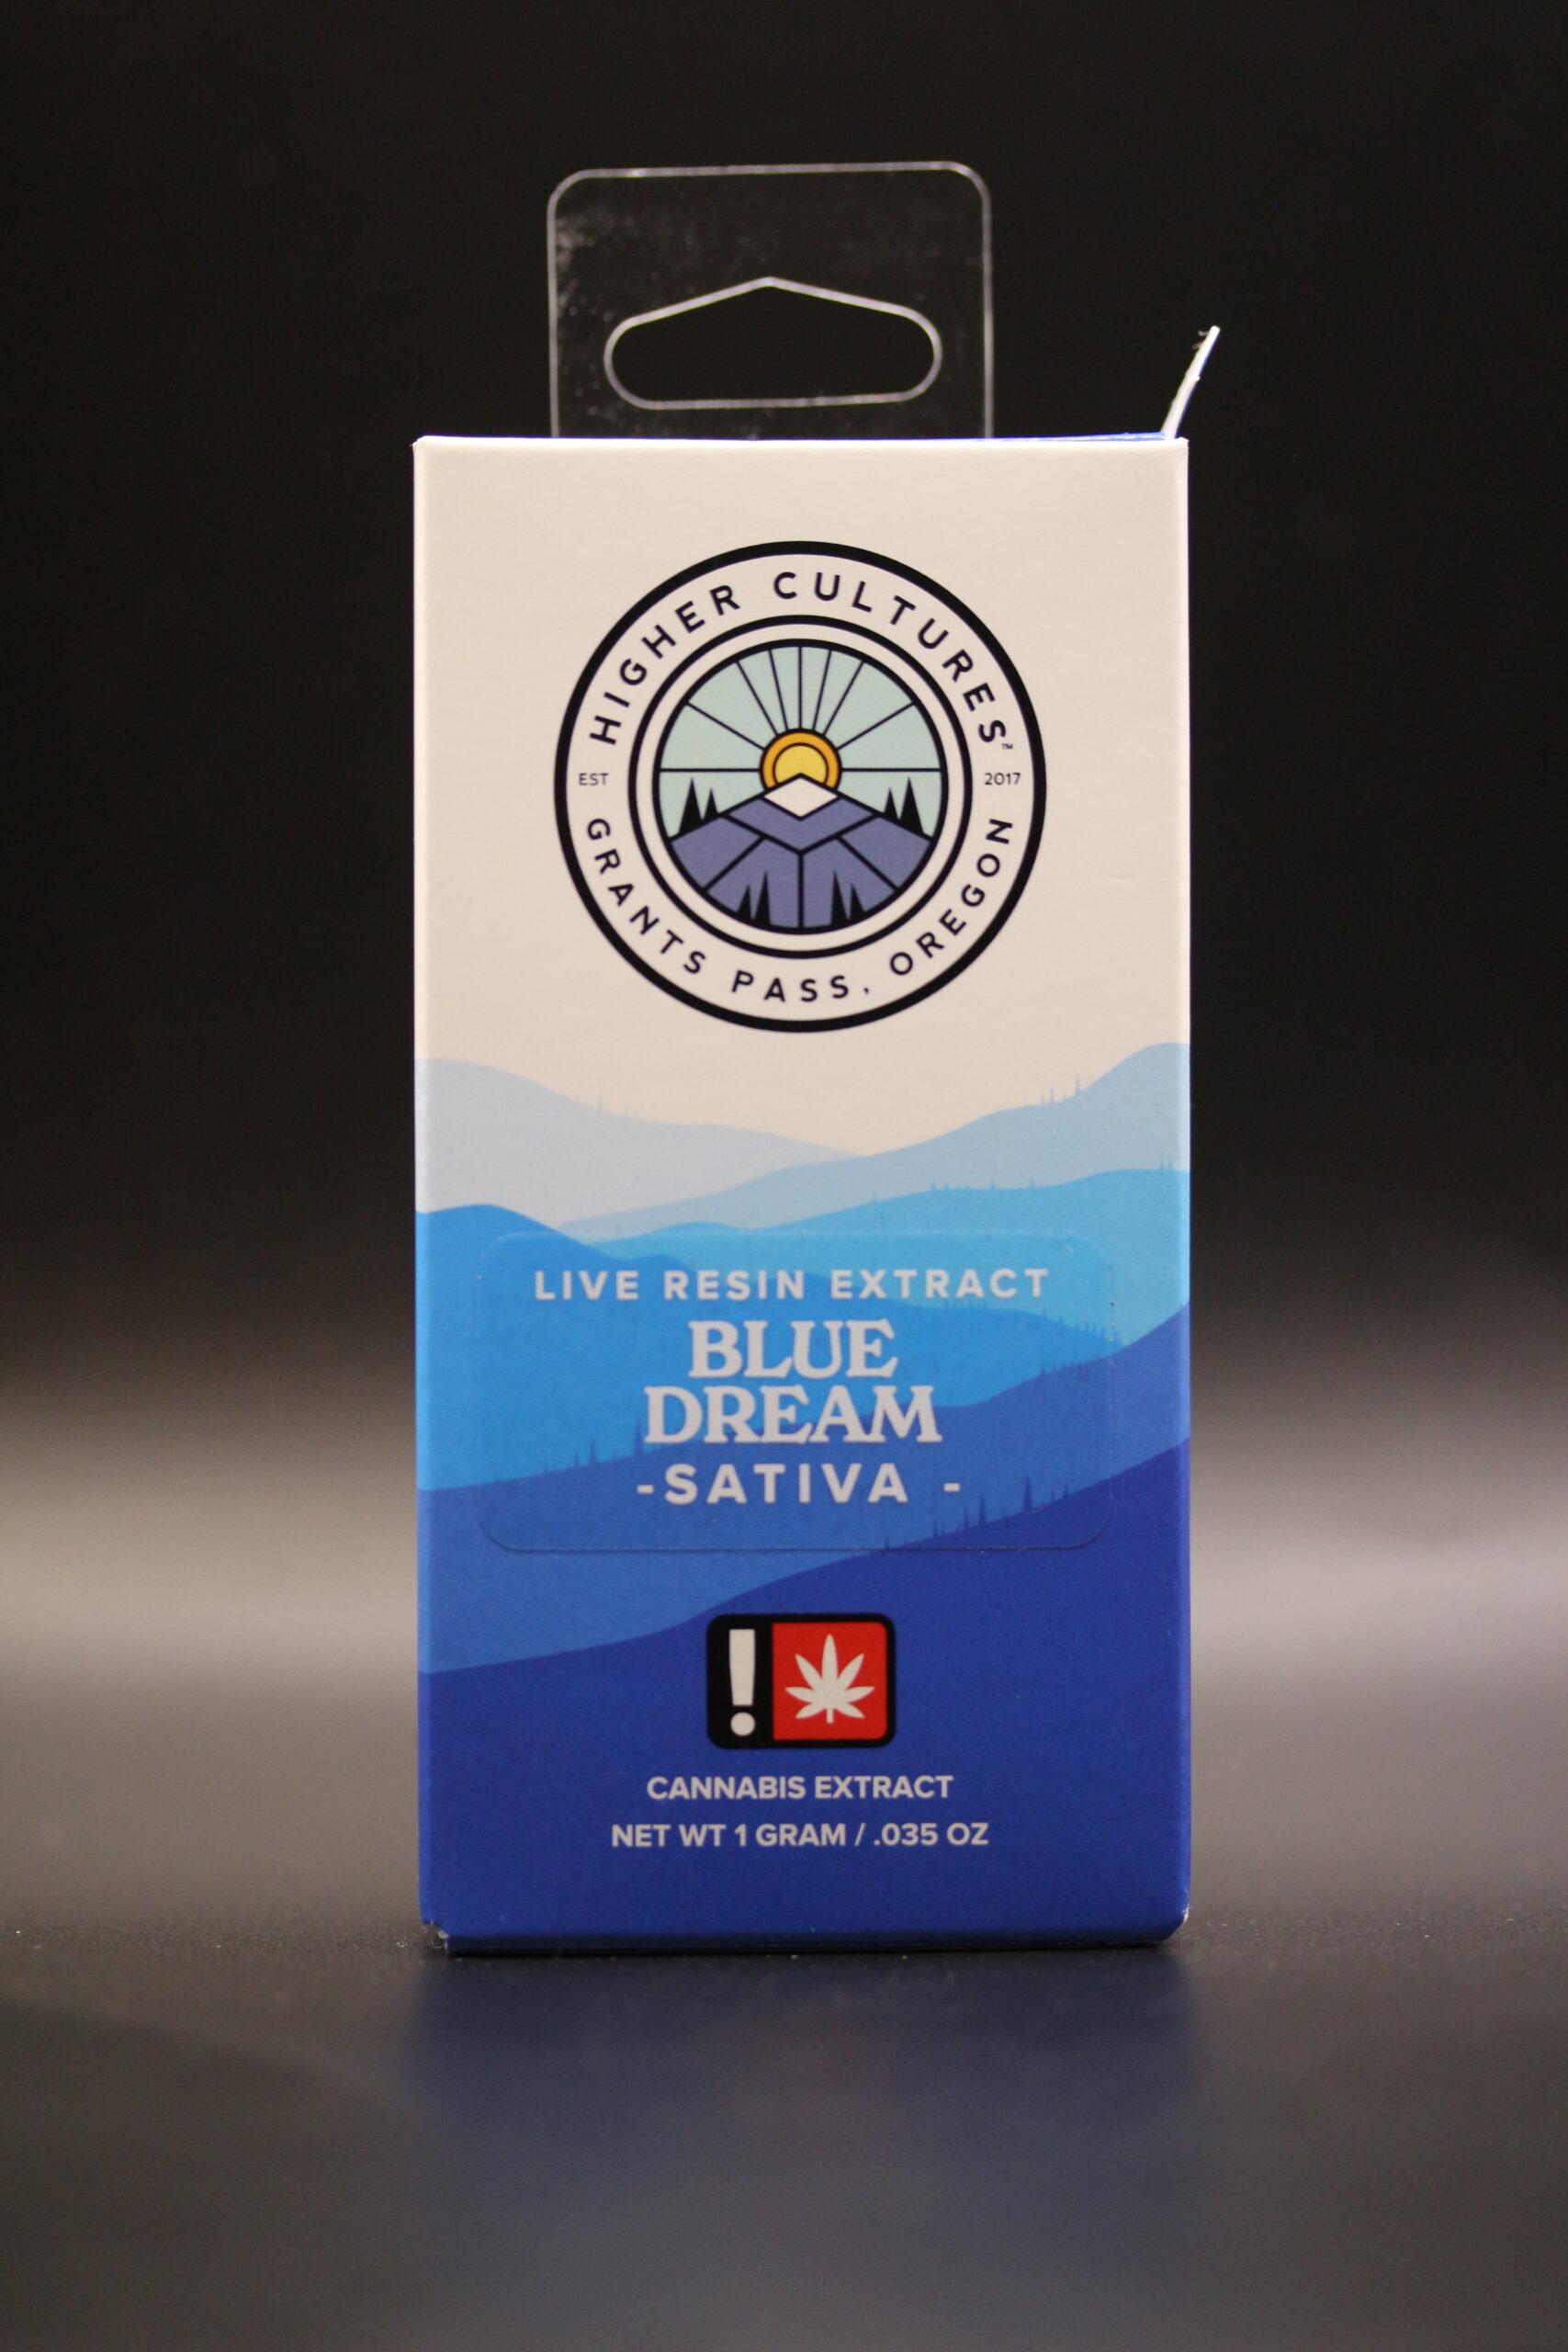 HIGHER CULTURES™
EST 2017
GRANTS PASS, OREGON
LIVE RESIN EXTRACT
BLUE
DREAM
-SATIVA -
!
CANNABIS EXTRACT
NET WT 1 GRAM / .035 OZ